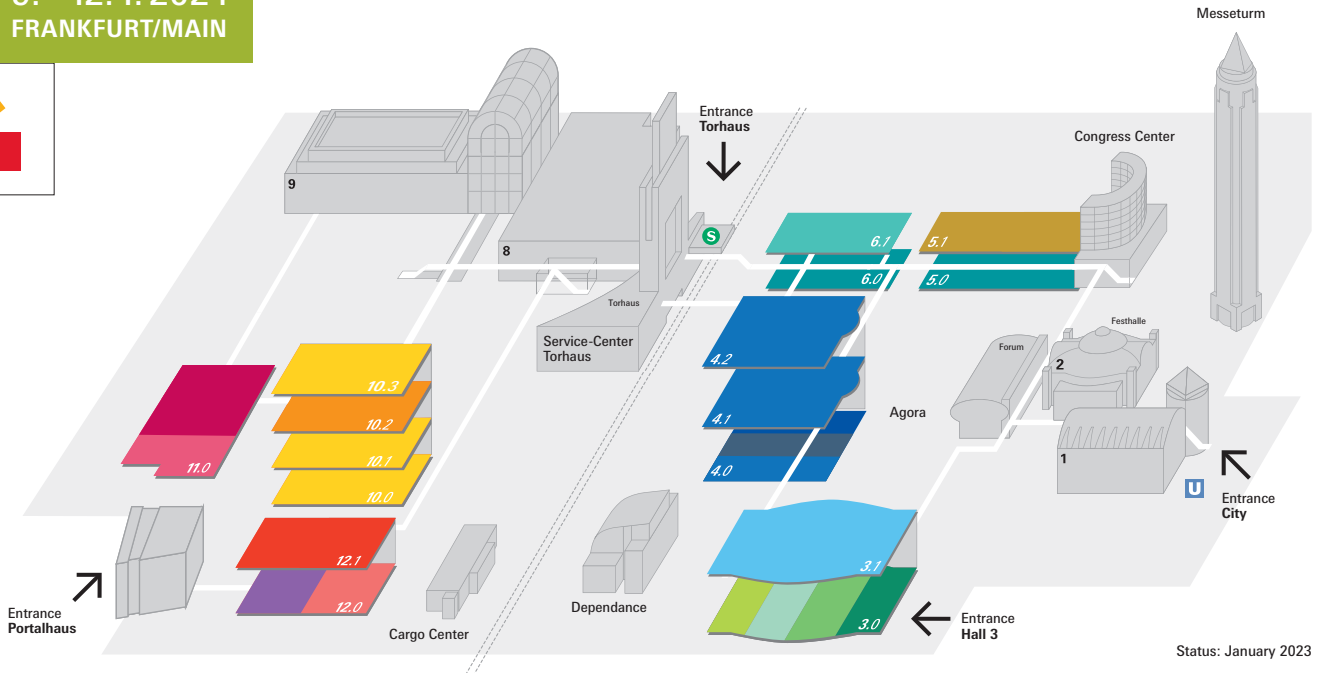 FRANKFURT/MAIN
Messeturm
Entrance
Torhaus
Congress Center
9
8
S
6.1
5.1
6.0
5.0
Torhaus
Service-Center
Torhaus
4.2
Forum
Festhalle
2
10.3
10.2
4.1
Agora
10.1
11.0
4.0
1
10.0
U
Entrance
City
12.1
3.1
12.0
Entrance
Portalhaus
Dependance
Cargo Center
3.0
Entrance
Hall 3
Status: January 2023